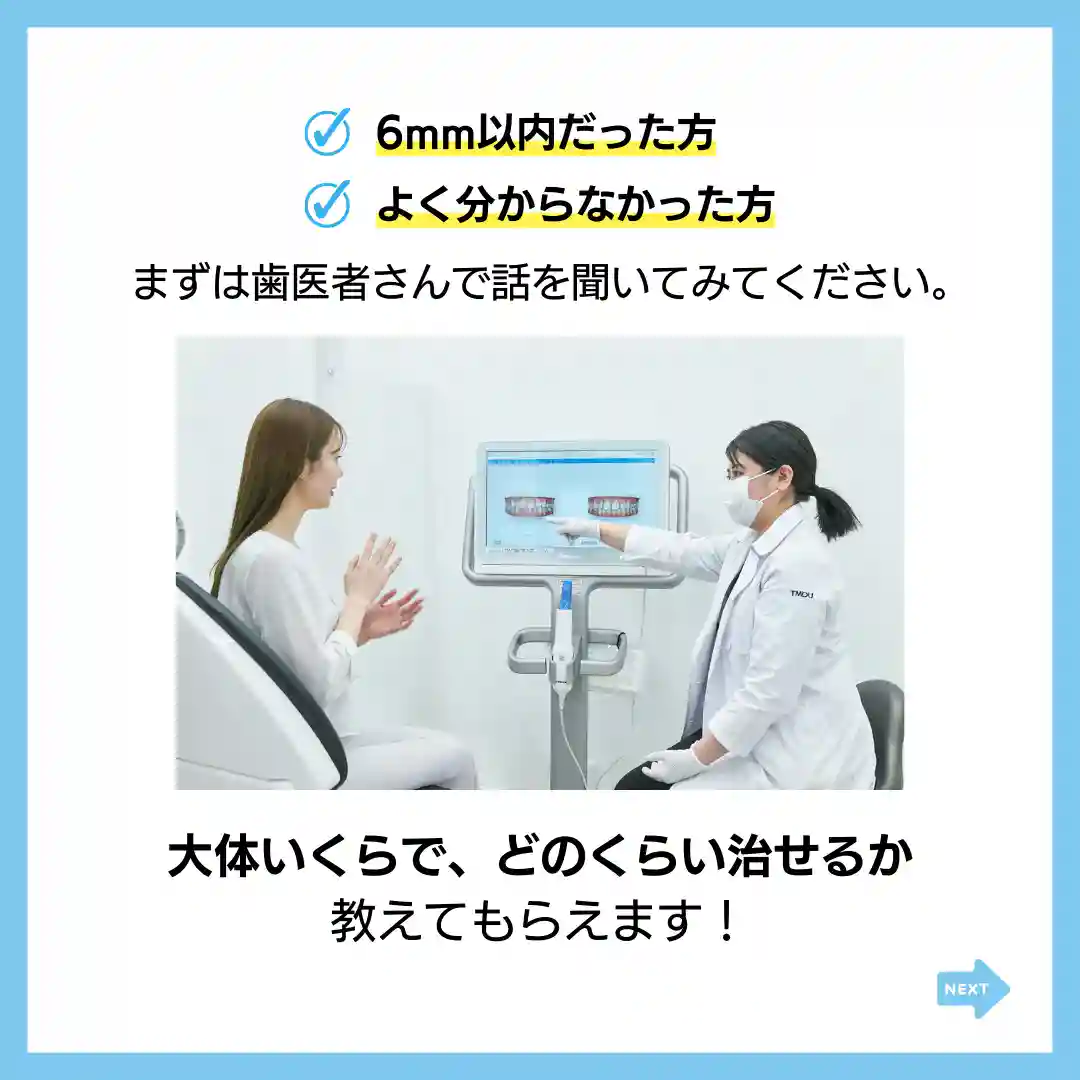 6mm以内だった方
よく分からなかった方
まずは歯医者さんで話を聞いてみてください。
大体いくらで、どのくらい治せるか
教えてもらえます！
NEXT